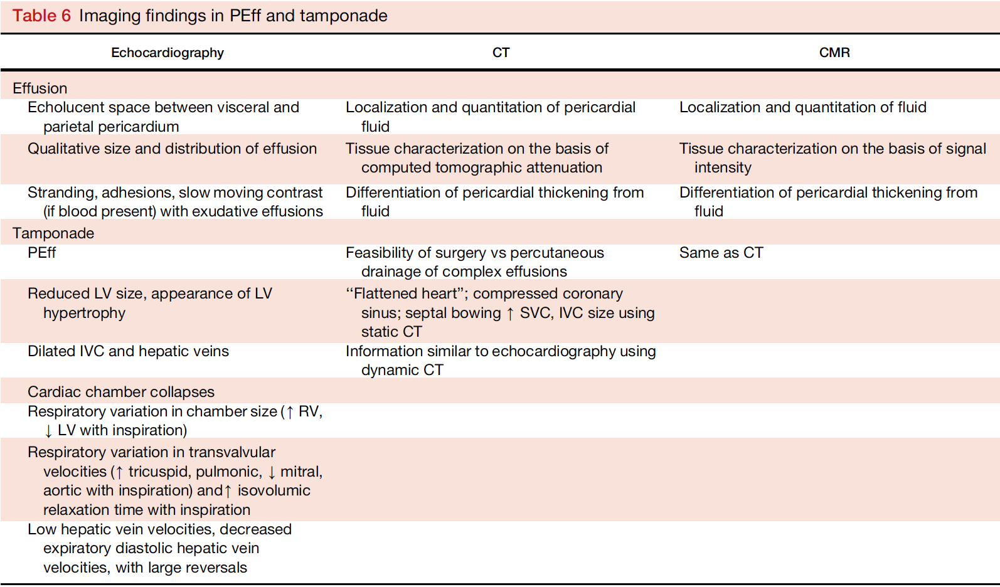 Table 6 Imaging findings in PEff and tamponade
Echocardiography CT CMR
Effusion
Echolucent space between visceral and
parietal pericardium
Localization and quantitation of pericardial
fluid
Localization and quantitation of fluid
Qualitative size and distribution of effusion
Tissue characterization on the basis of
computed tomographic attenuation
Tissue characterization on the basis of signal
intensity
Stranding, adhesions, slow moving contrast
(if blood present) with exudative effusions
Differentiation of pericardial thickening from
fluid
Differentiation of pericardial thickening from
fluid
Tamponade
PEff
Feasibility of surgery vs percutaneous
drainage of complex effusions
Same as CT
Reduced LV size, appearance of LV
hypertrophy
“Flattened heart”; compressed coronary
sinus; septal bowing ↑ SVC, IVC size using
static CT
Dilated IVC and hepatic veins
Information similar to echocardiography using
dynamic CT
Cardiac chamber collapses
Respiratory variation in chamber size (↑ RV,
↓ LV with inspiration)
Respiratory variation in transvalvular
velocities (↑ tricuspid, pulmonic, ↓ mitral,
aortic with inspiration) and↑ isovolumic
relaxation time with inspiration
Low hepatic vein velocities, decreased
expiratory diastolic hepatic vein
velocities, with large reversals